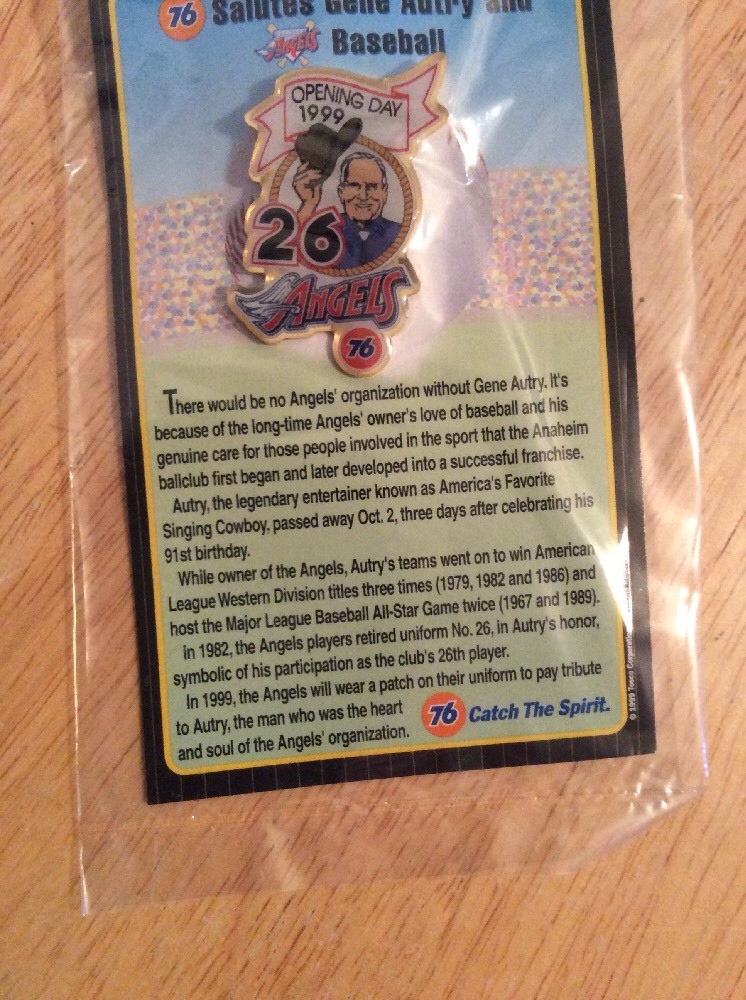 76 Salutes Gene Autry and
ANGELS Baseball
OPENING DAY
1999
26
ANGELS
76
There would be no Angels' organization without Gene Autry. It's
because of the long-time Angels' owner's love of baseball and his
genuine care for those people involved in the sport that the Anaheim
ballclub first began and later developed into a successful franchise.
Autry, the legendary entertainer known as America's Favorite
Singing Cowboy, passed away Oct. 2, three days after celebrating his
91st birthday.
While owner of the Angels, Autry's teams went on to win American
League Western Division titles three times (1979, 1982 and 1986) and
host the Major League Baseball All-Star Game twice (1967 and 1989).
In 1982, the Angels players retired uniform No. 26, in Autry's honor,
symbolic of his participation as the club's 26th player.
In 1999, the Angels will wear a patch on their uniform to pay tribute
to Autry, the man who was the heart
and soul of the Angels' organization.
76 Catch The Spirit.
© 1999 Tosco Corporation